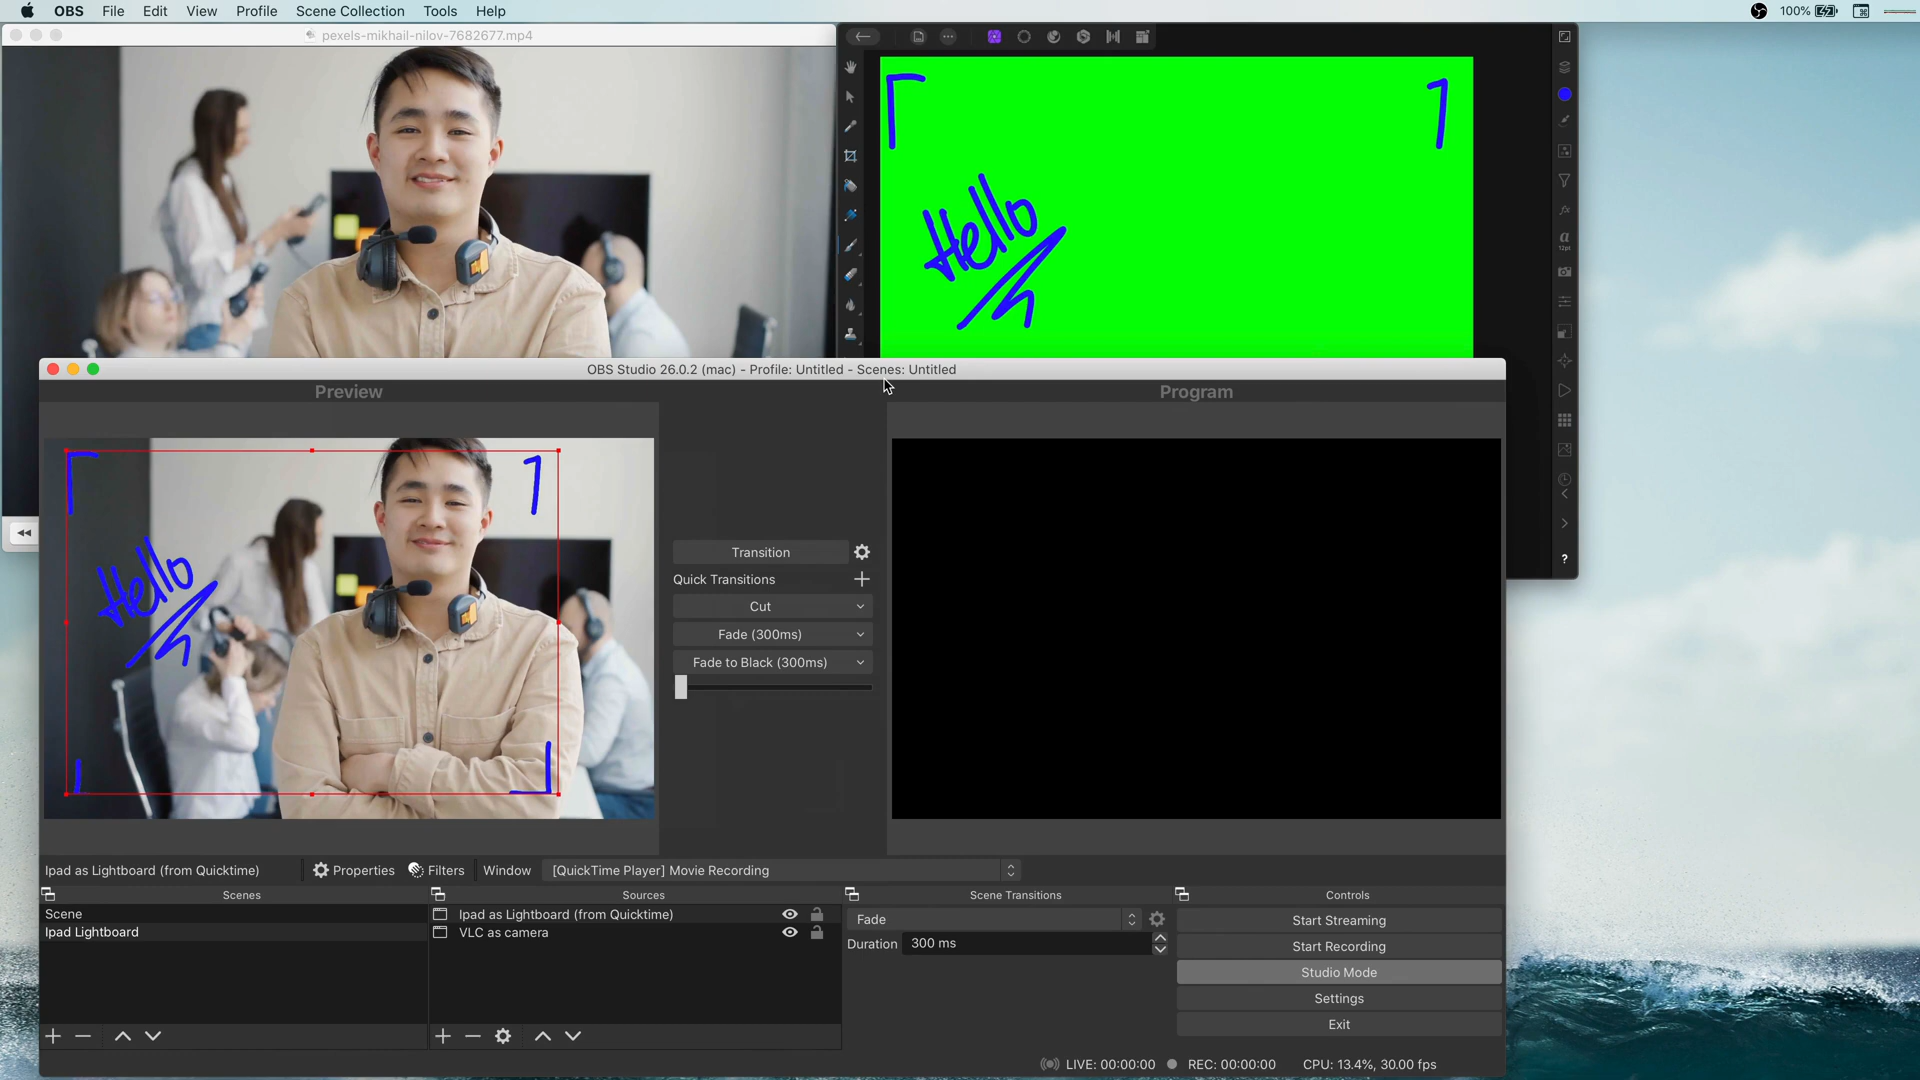 OBS File Edit View Profile Scene Collection Tools Help
100%
pexels-mikhail-nilov-7682677.mp4
Hello
a
12pt
?
OBS Studio 26.0.2 (mac) - Profile: Untitled - Scenes: Untitled
Preview
Program
Hello
Transition
Quick Transitions
Cut
Fade (300ms)
Fade to Black (300ms)
Ipad as Lightboard (from Quicktime) Properties Filters Window [QuickTime Player] Movie Recording
Scenes
Scene
Ipad Lightboard
Sources
Ipad as Lightboard (from Quicktime)
VLC as camera
Scene Transitions
Fade
Duration 300 ms
Controls
Start Streaming
Start Recording
Studio Mode
Settings
Exit
LIVE: 00:00:00 REC: 00:00:00 CPU: 13.4%, 30.00 fps